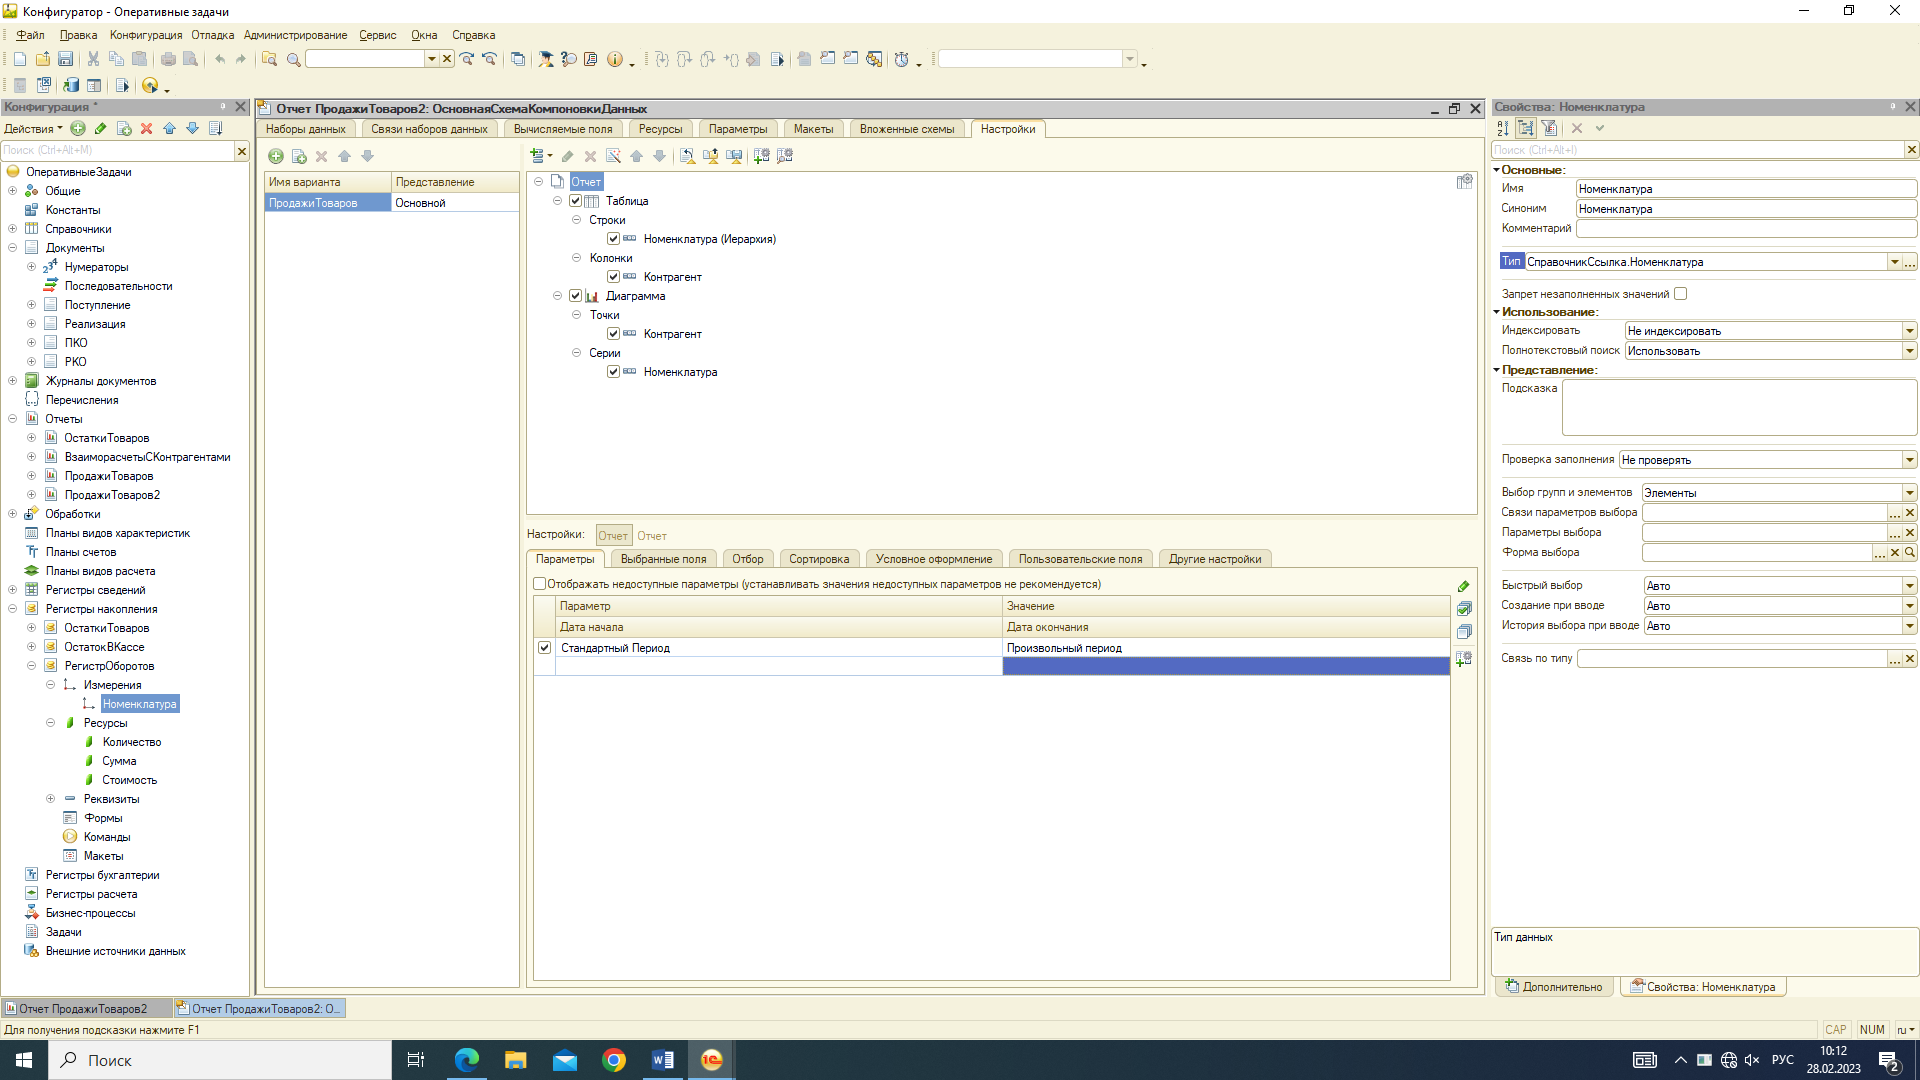 Конфигуратор - Оперативные задачи
Файл Правка Конфигурация Отладка Администрирование Сервис Окна Справка
Конфигурация *
Действия
Поиск (Ctrl+Alt+M)
ОперативныеЗадачи
Общие
Константы
Справочники
Документы
Нумераторы
Последовательности
Поступление
Реализация
ПКО
РКО
Журналы документов
Перечисления
Отчеты
ОстаткиТоваров
ВзаиморасчетыСКонтрагентами
ПродажиТоваров
ПродажиТоваров2
Обработки
Планы видов характеристик
Планы счетов
Планы видов расчета
Регистры сведений
Регистры накопления
ОстаткиТоваров
ОстатокВКассе
РегистрОборотов
Измерения
Номенклатура
Ресурсы
Количество
Сумма
Стоимость
Реквизиты
Формы
Команды
Макеты
Регистры бухгалтерии
Регистры расчета
Бизнес-процессы
Задачи
Внешние источники данных
Отчет ПродажиТоваров2: ОсновнаяСхемаКомпоновкиДанных
Наборы данных Связи наборов данных Вычисляемые поля Ресурсы Параметры Макеты Вложенные схемы Настройки
Имя варианта Представление
ПродажиТоваров Основной
Отчет
Таблица
Строки
Номенклатура (Иерархия)
Колонки
Контрагент
Диаграмма
Точки
Контрагент
Серии
Номенклатура
Настройки: Отчет Отчет
Параметры Выбранные поля Отбор Сортировка Условное оформление Пользовательские поля Другие настройки
Отображать недоступные параметры (устанавливать значения недоступных параметров не рекомендуется)
Параметр Значение
Дата начала Дата окончания
Стандартный Период Произвольный период
Свойства: Номенклатура
Поиск (Ctrl+Alt+I)
Основные:
Имя Номенклатура
Синоним Номенклатура
Комментарий
Тип СправочникСсылка.Номенклатура
Запрет незаполненных значений
Использование:
Индексировать Не индексировать
Полнотекстовый поиск Использовать
Представление:
Подсказка
Проверка заполнения Не проверять
Выбор групп и элементов Элементы
Связи параметров выбора
Параметры выбора
Форма выбора
Быстрый выбор Авто
Создание при вводе Авто
История выбора при вводе Авто
Связь по типу
Тип данных
Дополнительно Свойства: Номенклатура
Отчет ПродажиТоваров2 Отчет ПродажиТоваров2: О...
Для получения подсказки нажмите F1 CAP NUM ru
Поиск
РУС 10:12
28.02.2023
2